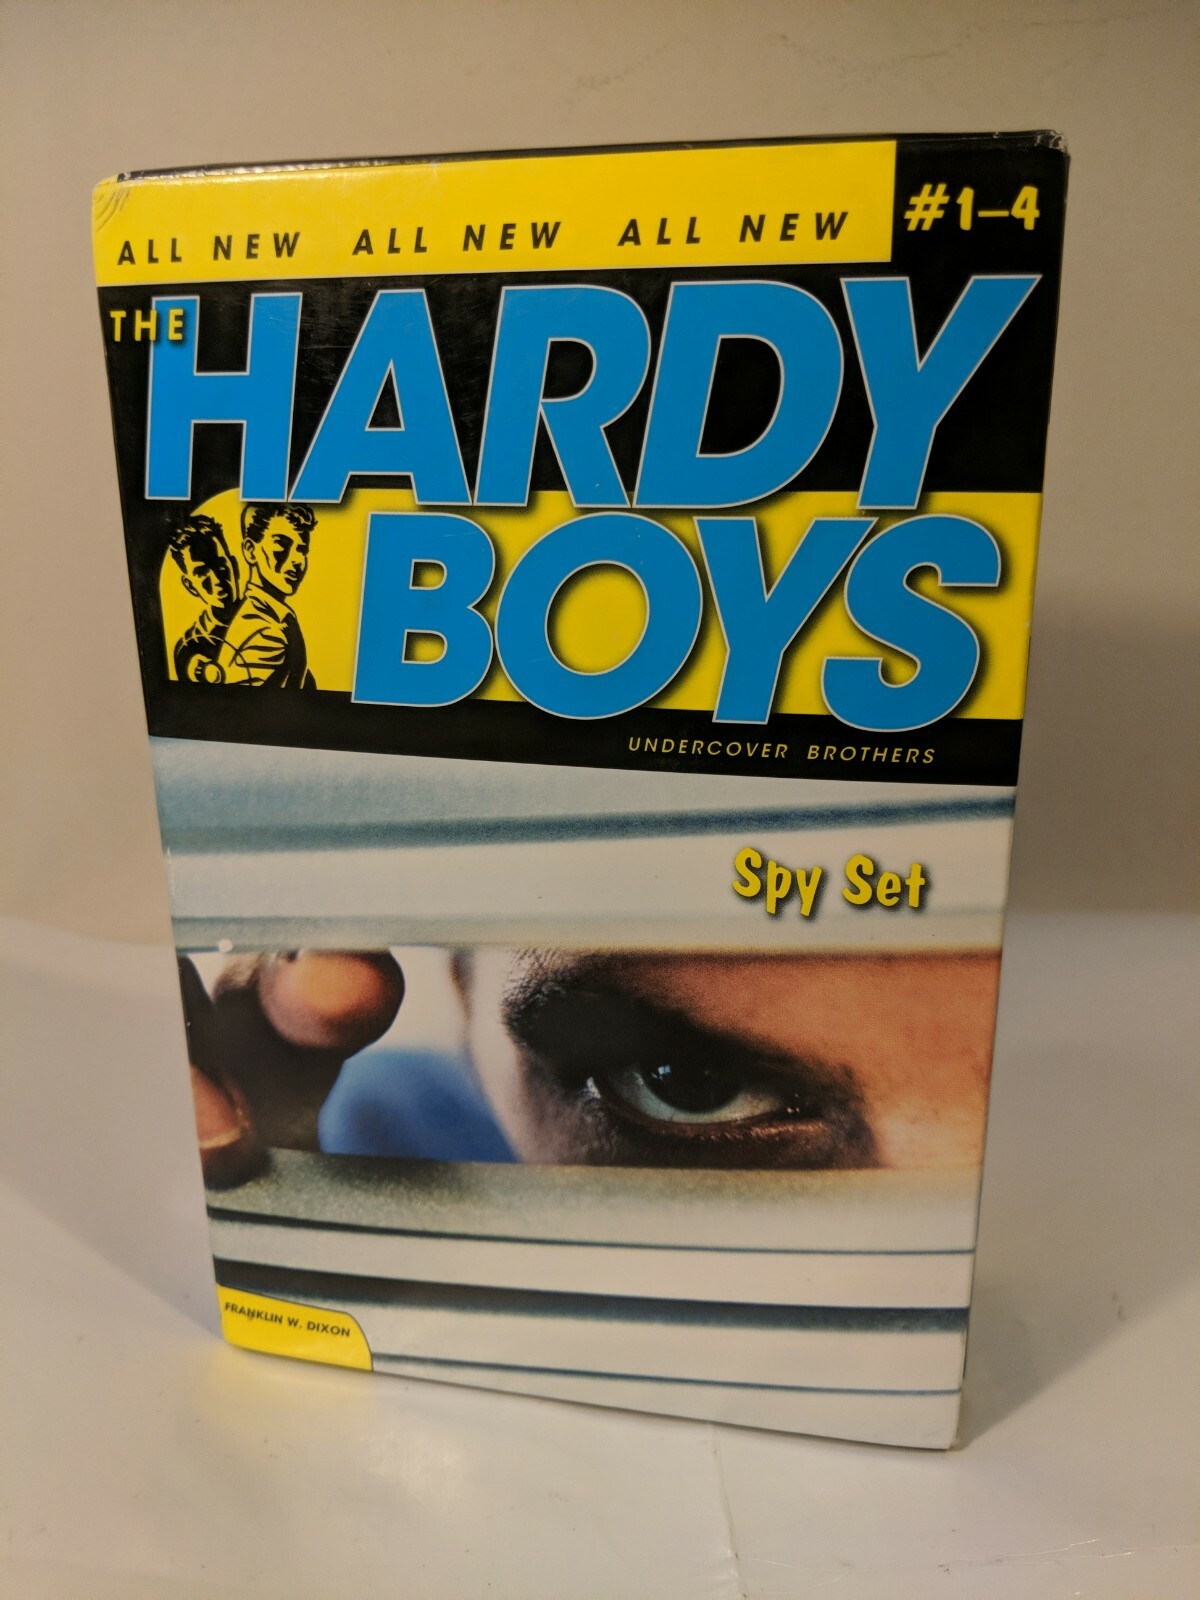 ALL NEW ALL NEW ALL NEW
#1–4
THE
HARDY
BOYS
UNDERCOVER BROTHERS
Spy Set
FRANKLIN W. DIXON